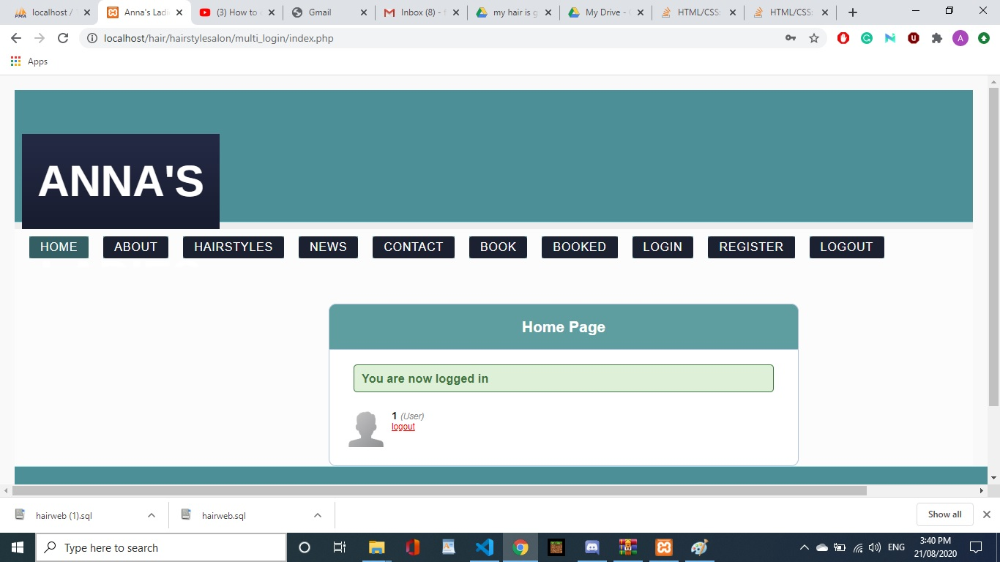 localhost /
Anna's Ladi
(3) How to
Gmail
Inbox (8) - f
my hair is g
My Drive -
HTML/CSS:
HTML/CSS:
localhost/hair/hairstylesalon/multi_login/index.php
A
Apps
ANNA'S
HOME ABOUT HAIRSTYLES NEWS CONTACT BOOK BOOKED LOGIN REGISTER LOGOUT
Home Page
You are now logged in
1 (User)
logout
hairweb (1).sql
hairweb.sql
Show all
Type here to search
ENG
3:40 PM
21/08/2020